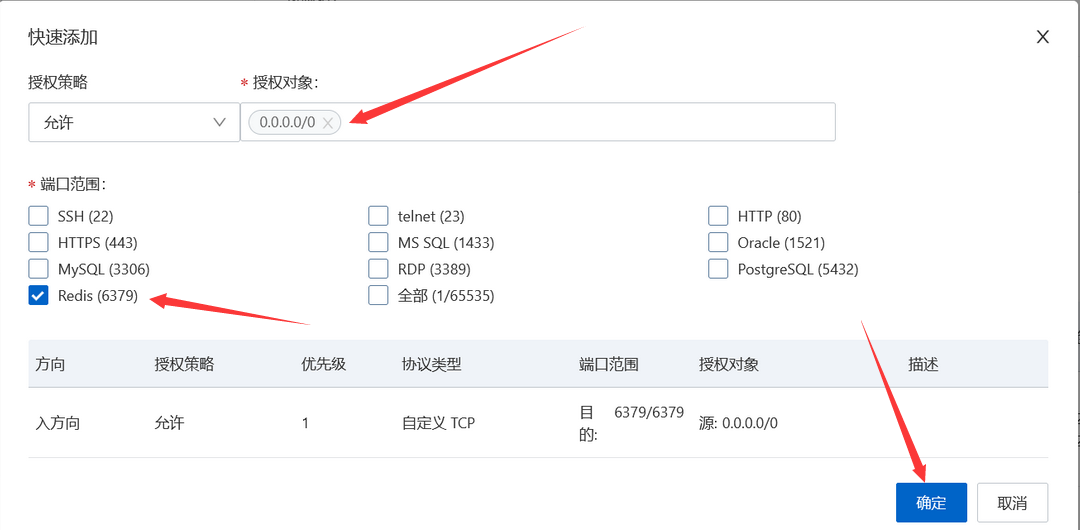 快速添加
授权策略 * 授权对象:
允许 0.0.0.0/0
* 端口范围:
SSH (22) telnet (23) HTTP (80)
HTTPS (443) MS SQL (1433) Oracle (1521)
MySQL (3306) RDP (3389) PostgreSQL (5432)
Redis (6379) 全部 (1/65535)
方向 授权策略 优先级 协议类型 端口范围 授权对象 描述
入方向 允许 1 自定义 TCP 目的: 6379/6379 源: 0.0.0.0/0
确定 取消